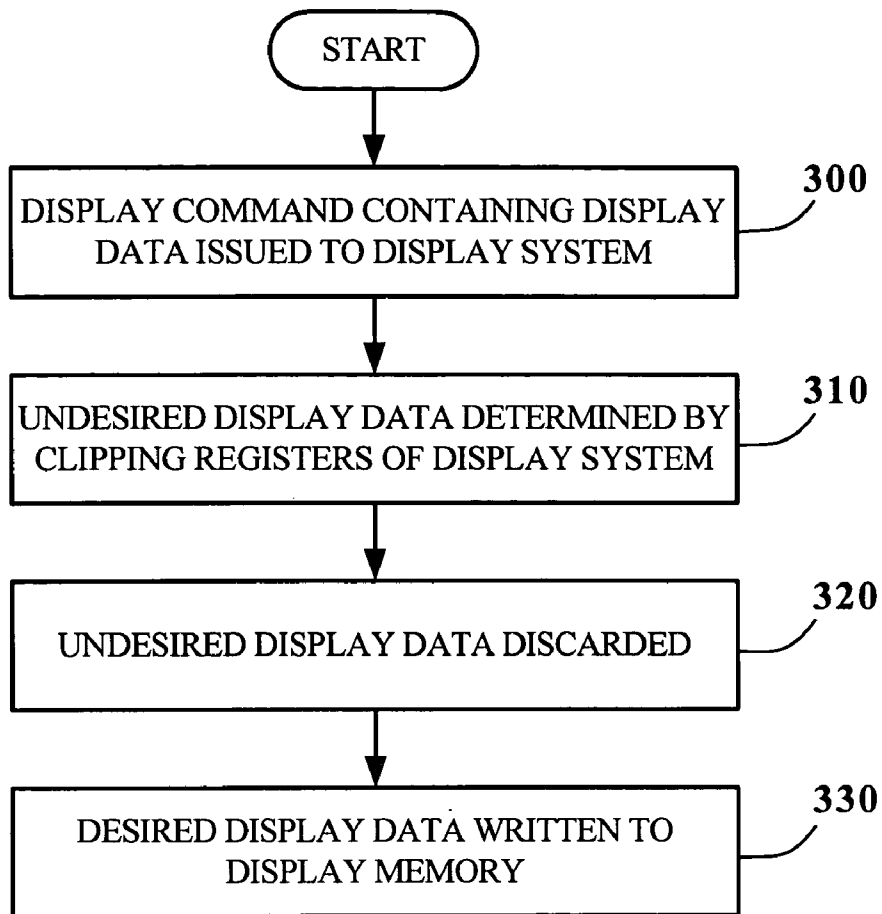 START
300
DISPLAY COMMAND CONTAINING DISPLAY
DATA ISSUED TO DISPLAY SYSTEM
310
UNDESIRED DISPLAY DATA DETERMINED BY
CLIPPING REGISTERS OF DISPLAY SYSTEM
320
UNDESIRED DISPLAY DATA DISCARDED
330
DESIRED DISPLAY DATA WRITTEN TO
DISPLAY MEMORY